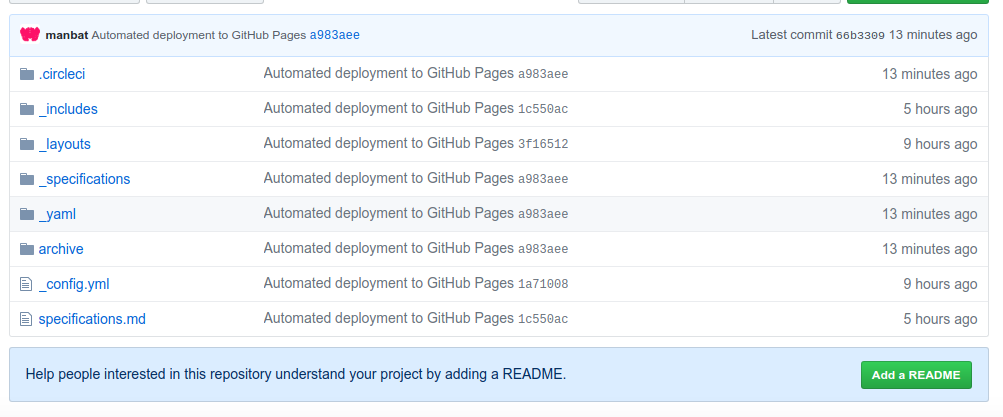 manbat Automated deployment to GitHub Pages a983aee Latest commit 66b3309 13 minutes ago
.circleci Automated deployment to GitHub Pages a983aee 13 minutes ago
_includes Automated deployment to GitHub Pages 1c550ac 5 hours ago
_layouts Automated deployment to GitHub Pages 3f16512 9 hours ago
_specifications Automated deployment to GitHub Pages a983aee 13 minutes ago
_yaml Automated deployment to GitHub Pages a983aee 13 minutes ago
archive Automated deployment to GitHub Pages a983aee 13 minutes ago
_config.yml Automated deployment to GitHub Pages 1a71008 9 hours ago
specifications.md Automated deployment to GitHub Pages 1c550ac 5 hours ago
Help people interested in this repository understand your project by adding a README. Add a README